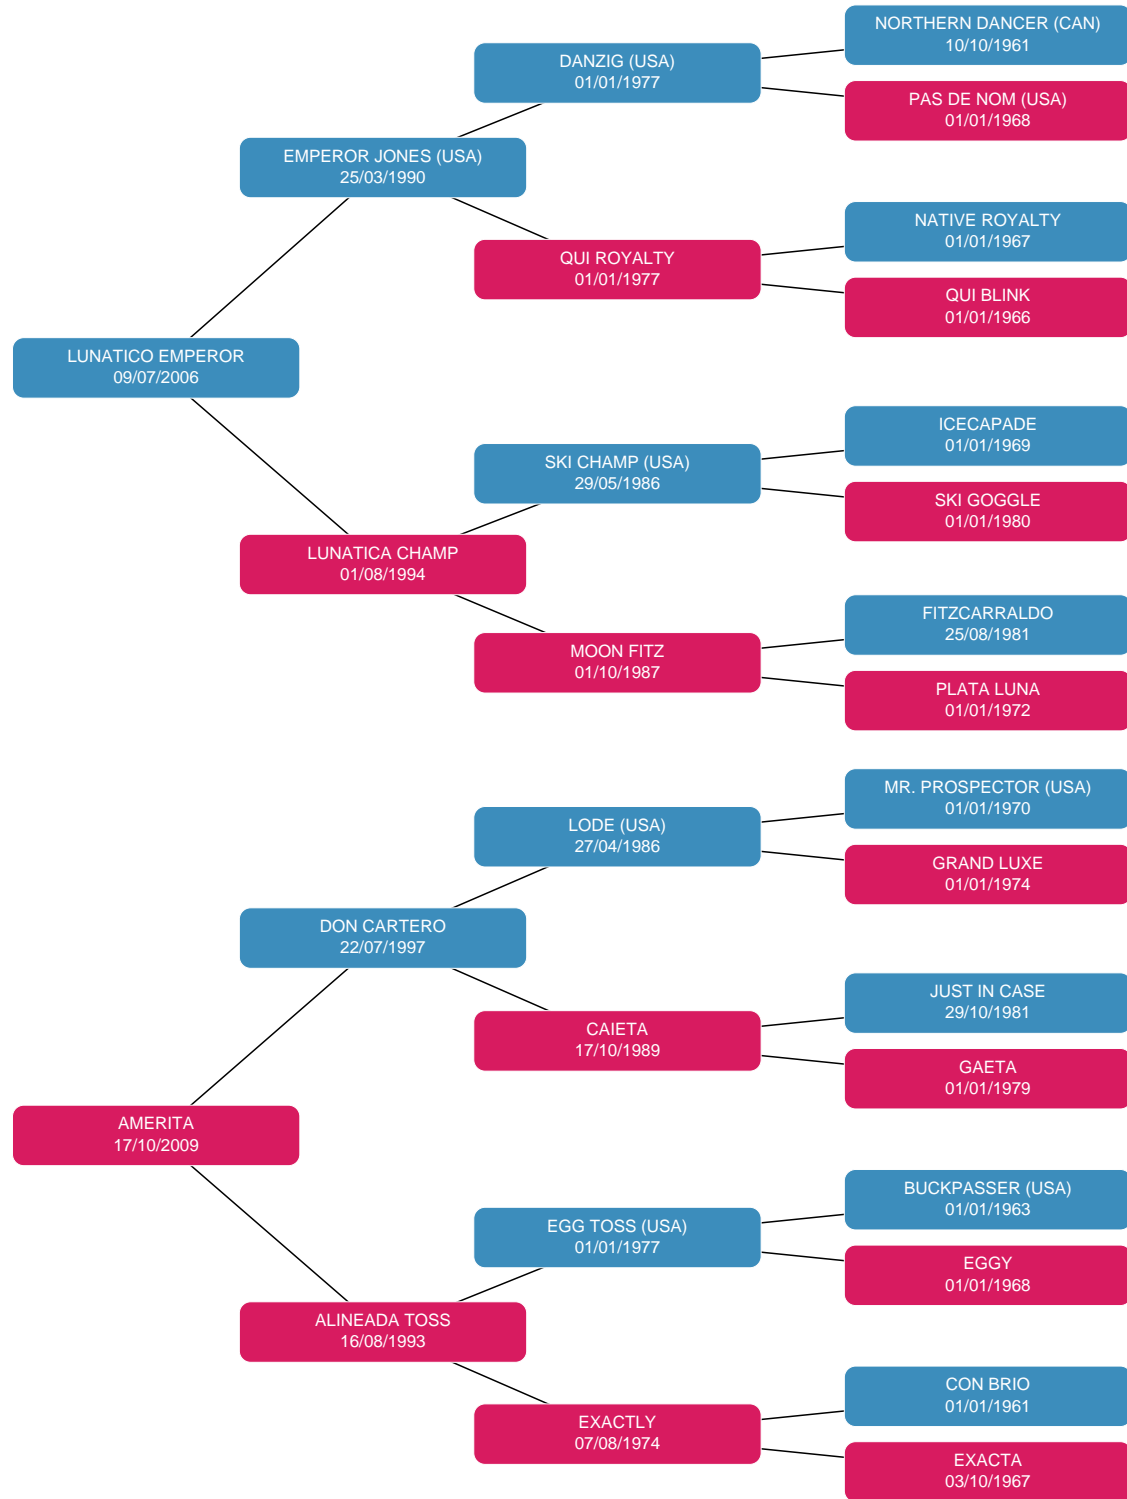 NORTHERN DANCER (CAN)
10/10/1961
DANZIG (USA)
01/01/1977
PAS DE NOM (USA)
01/01/1968
EMPEROR JONES (USA)
25/03/1990
NATIVE ROYALTY
01/01/1967
QUI ROYALTY
01/01/1977
QUI BLINK
01/01/1966
LUNATICO EMPEROR
09/07/2006
ICECAPADE
01/01/1969
SKI CHAMP (USA)
29/05/1986
SKI GOGGLE
01/01/1980
LUNATICA CHAMP
01/08/1994
FITZCARRALDO
25/08/1981
MOON FITZ
01/10/1987
PLATA LUNA
01/01/1972
MR. PROSPECTOR (USA)
01/01/1970
LODE (USA)
27/04/1986
GRAND LUXE
01/01/1974
DON CARTERO
22/07/1997
JUST IN CASE
29/10/1981
CAIETA
17/10/1989
GAETA
01/01/1979
AMERITA
17/10/2009
BUCKPASSER (USA)
01/01/1963
EGG TOSS (USA)
01/01/1977
EGGY
01/01/1968
ALINEADA TOSS
16/08/1993
CON BRIO
01/01/1961
EXACTLY
07/08/1974
EXACTA
03/10/1967